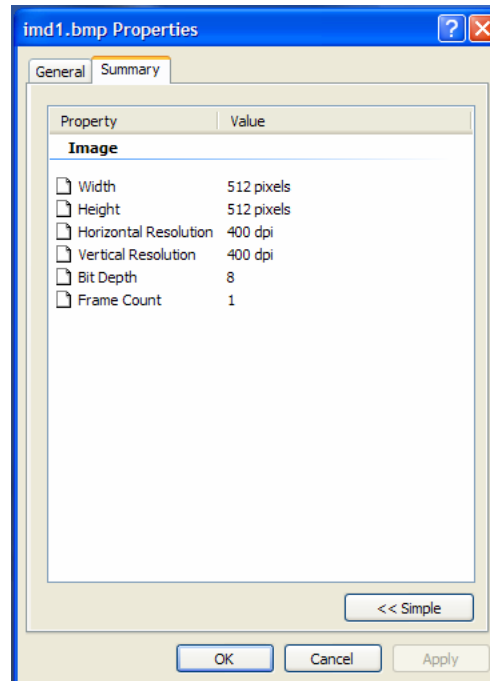 imd1.bmp Properties
General Summary
Property Value
Image
Width 512 pixels
Height 512 pixels
Horizontal Resolution 400 dpi
Vertical Resolution 400 dpi
Bit Depth 8
Frame Count 1
<< Simple
OK Cancel Apply